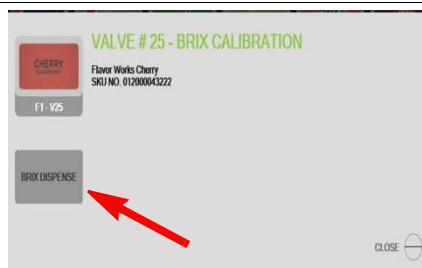 VALVE # 25 - BRIX CALIBRATION
CHERRY
Flavor Works Cherry
SKU NO. 012000043222
F1 - V25
BRIX DISPENSE
CLOSE